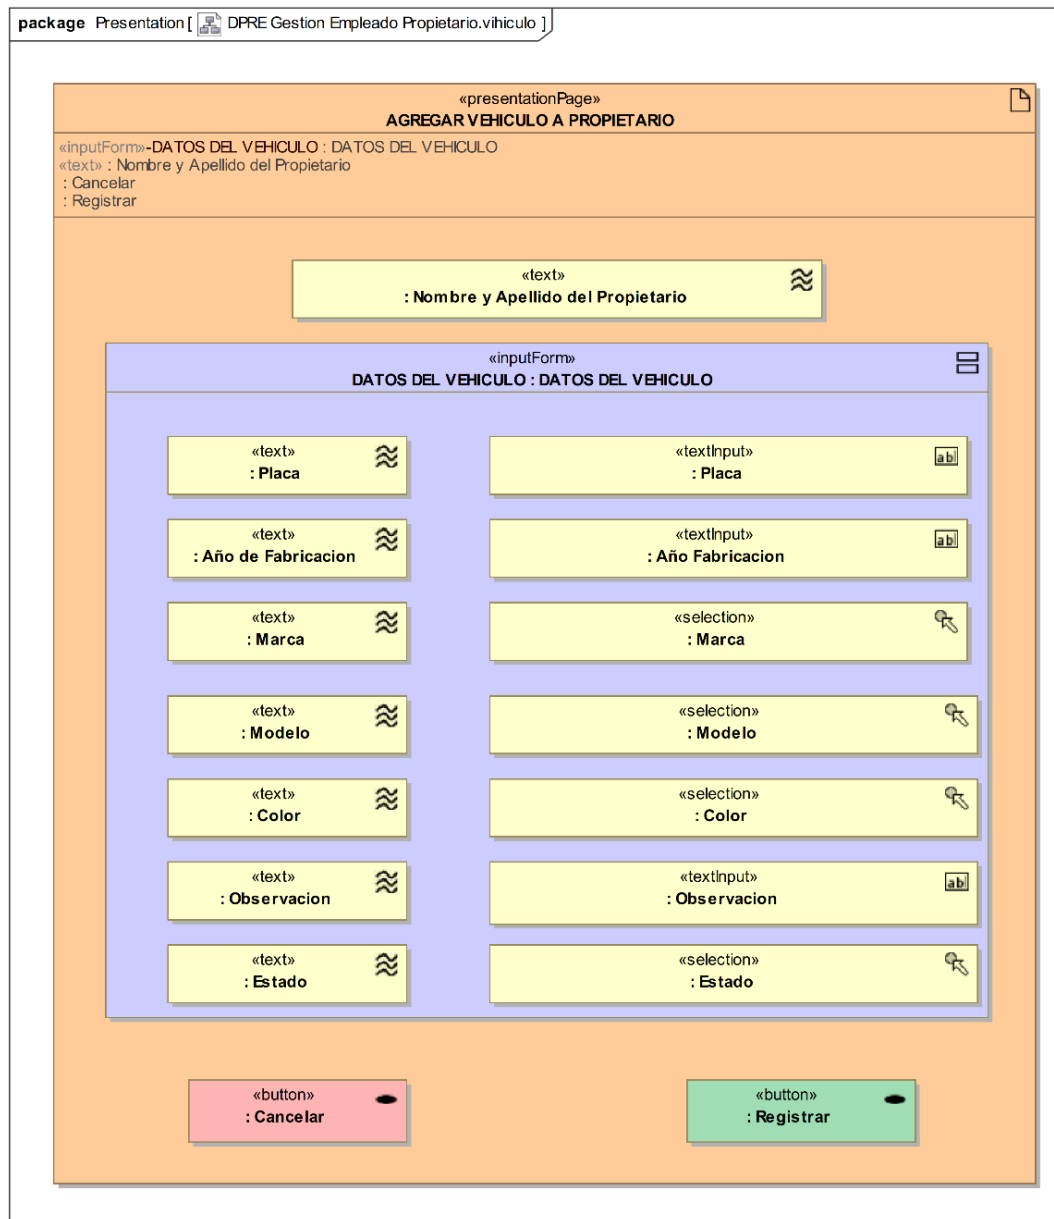 package Presentation [ DPRE Gestion Empleado Propietario.vihiculo ]
«presentationPage»
AGREGAR VEHICULO A PROPIETARIO
«inputForm»-DATOS DEL VEHICULO : DATOS DEL VEHICULO
«text» : Nombre y Apellido del Propietario
: Cancelar
: Registrar
«text»
: Nombre y Apellido del Propietario
«inputForm»
DATOS DEL VEHICULO : DATOS DEL VEHICULO
«text»
: Placa
«textInput»
: Placa
«text»
: Año de Fabricacion
«textInput»
: Año Fabricacion
«text»
: Marca
«selection»
: Marca
«text»
: Modelo
«selection»
: Modelo
«text»
: Color
«selection»
: Color
«text»
: Observacion
«textInput»
: Observacion
«text»
: Estado
«selection»
: Estado
«button»
: Cancelar
«button»
: Registrar